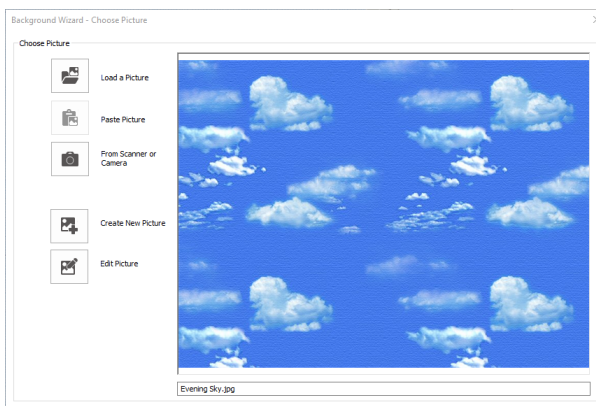 Background Wizard - Choose Picture
Choose Picture
Load a Picture
Paste Picture
From Scanner or
Camera
Create New Picture
Edit Picture
Evening Sky.jpg